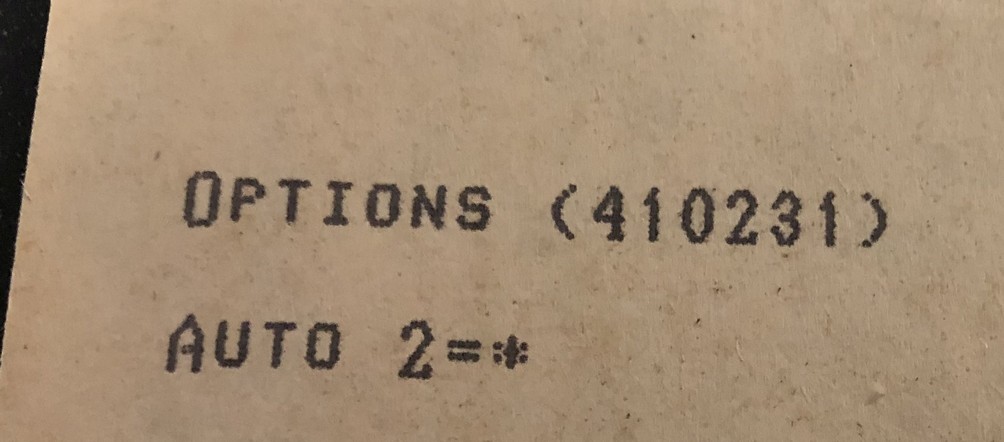 OPTIONS (410231)
AUTO 2=*